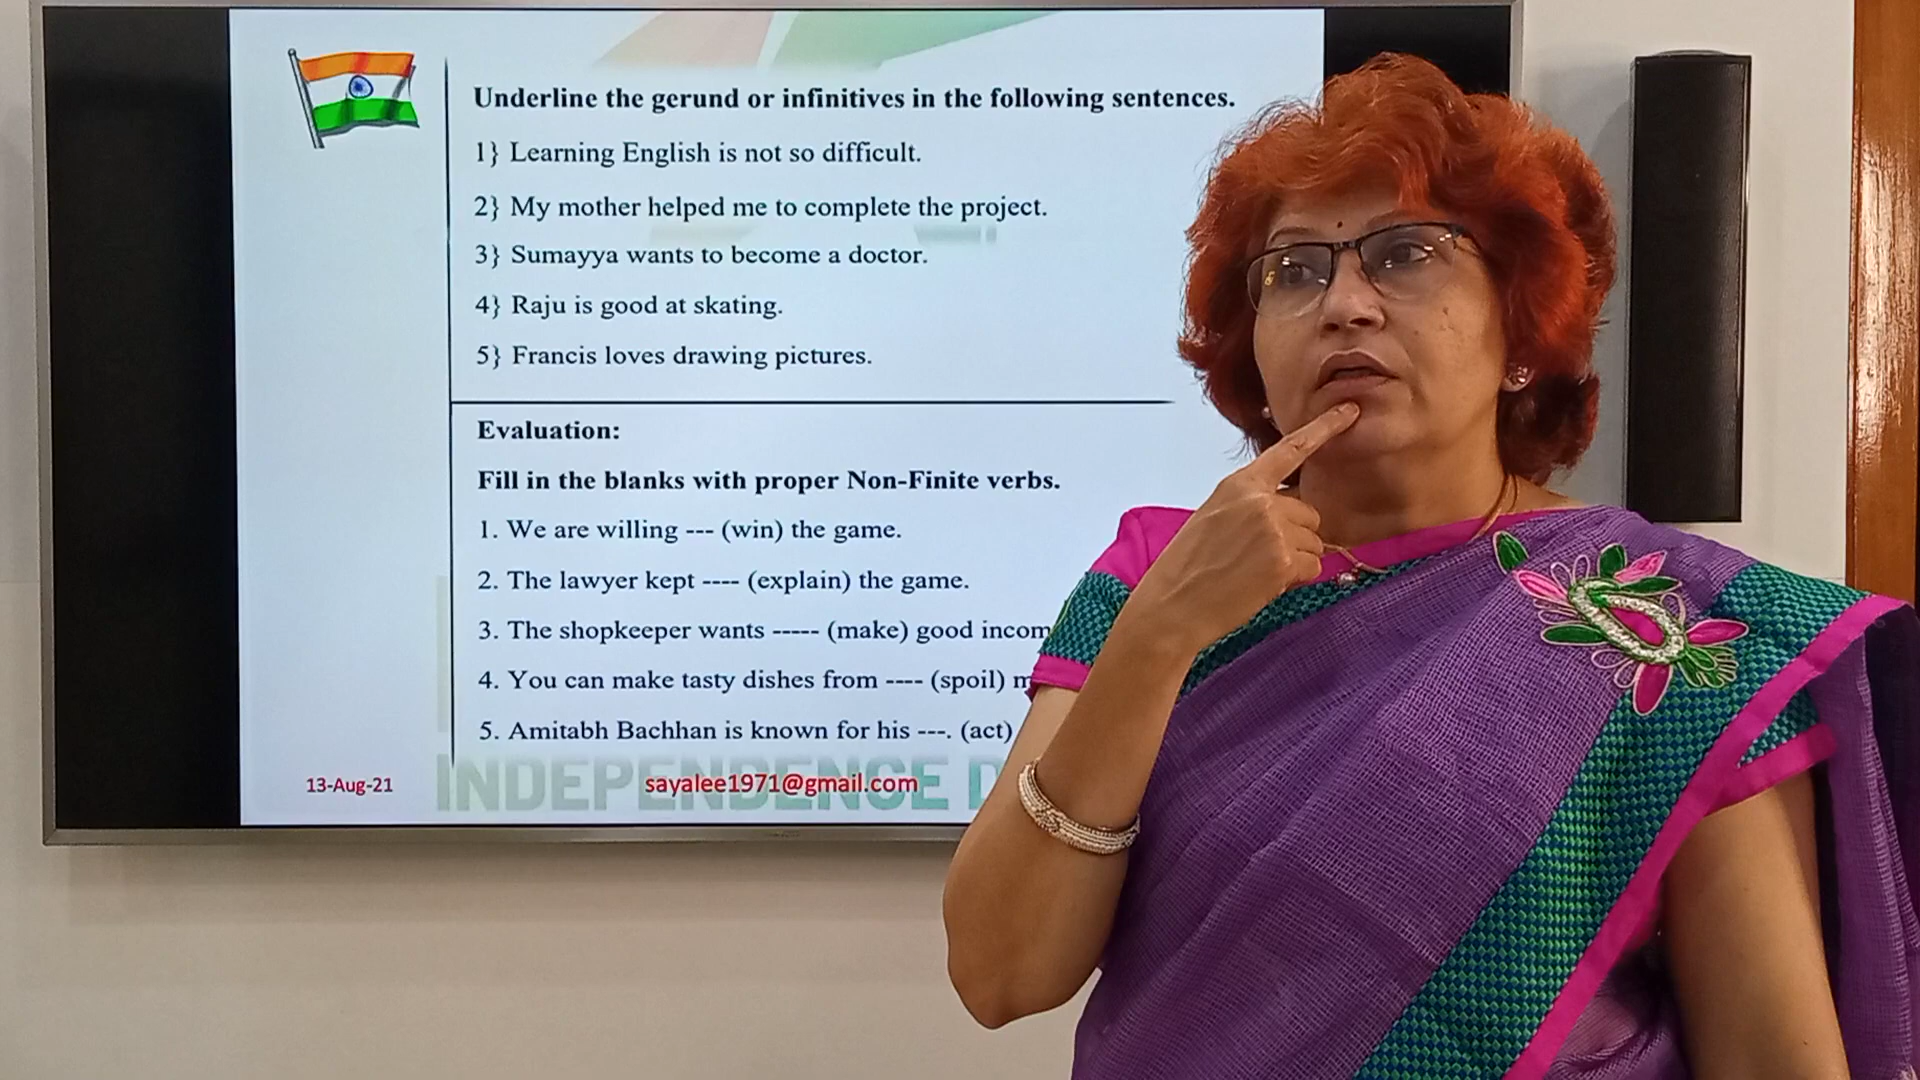 Underline the gerund or infinitives in the following sentences.
1} Learning English is not so difficult.
2} My mother helped me to complete the project.
3} Sumayya wants to become a doctor.
4} Raju is good at skating.
5} Francis loves drawing pictures.
Evaluation:
Fill in the blanks with proper Non-Finite verbs.
1. We are willing --- (win) the game.
2. The lawyer kept ---- (explain) the game.
3. The shopkeeper wants ----- (make) good incom
4. You can make tasty dishes from ---- (spoil)
5. Amitabh Bachhan is known for his ---. (act)
INDEPENDENCE D
13-Aug-21 sayalee1971@gmail.com